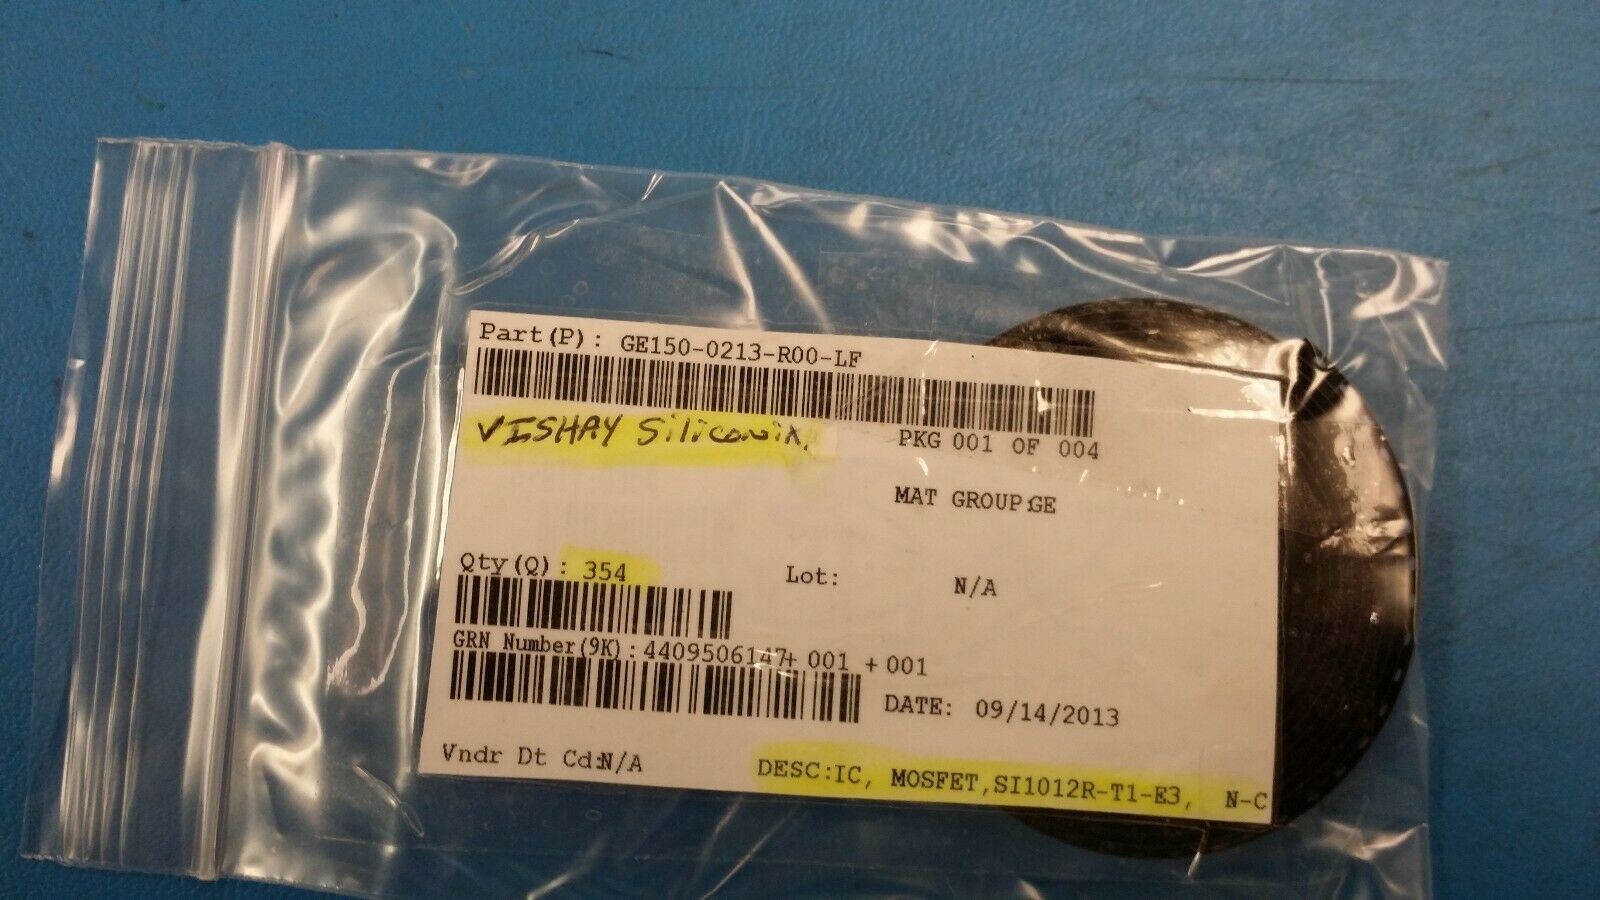 Part(P): GE150-0213-R00-LF
VISHAY Siliconix
PKG 001 OF 004
MAT GROUP:GE
Qty(Q): 354 Lot: N/A
GRN Number(9K):4409506147+ 001 +001
DATE: 09/14/2013
Vndr Dt Cd:N/A
DESC:IC, MOSFET,SI1012R-T1-E3, N-C